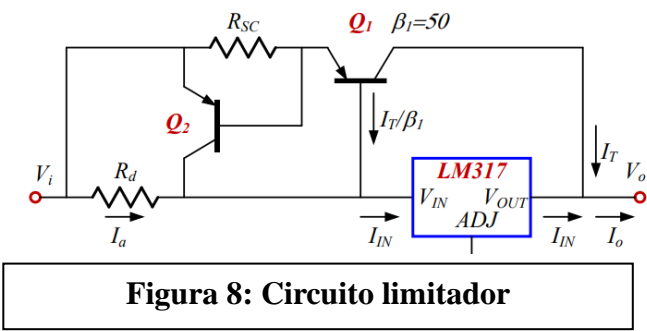 R_SC Q_1 β_1=50
Q_2 I_T/β_1
V_i R_d LM317 I_T V_o
V_IN V_OUT
ADJ
I_a I_IN I_IN I_o
Figura 8: Circuito limitador